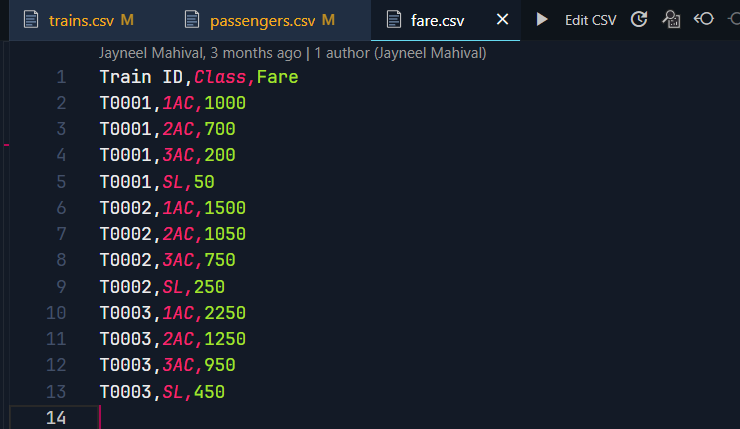 trains.csv M passengers.csv M fare.csv Edit CSV
Jayneel Mahival, 3 months ago | 1 author (Jayneel Mahival)
1 Train ID,Class,Fare
2 T0001,1AC,1000
3 T0001,2AC,700
4 T0001,3AC,200
5 T0001,SL,50
6 T0002,1AC,1500
7 T0002,2AC,1050
8 T0002,3AC,750
9 T0002,SL,250
10 T0003,1AC,2250
11 T0003,2AC,1250
12 T0003,3AC,950
13 T0003,SL,450
14